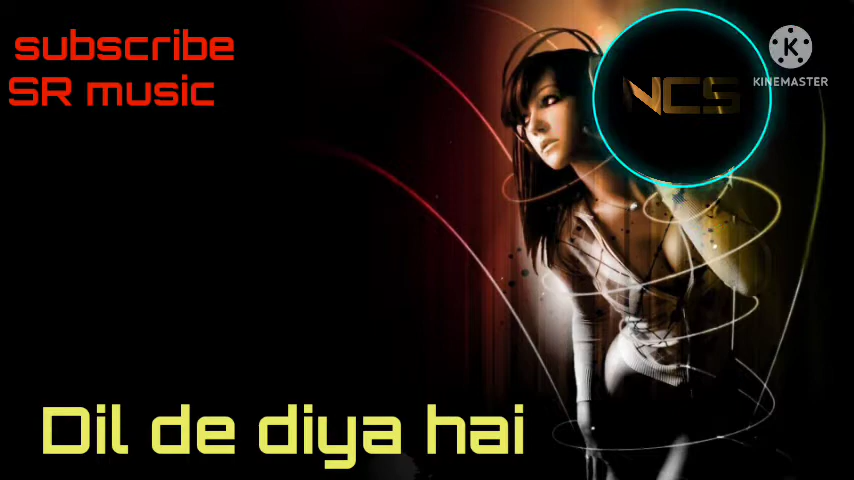 subscribe
SR music
NCS
K
KINEMASTER
Dil de diya hai